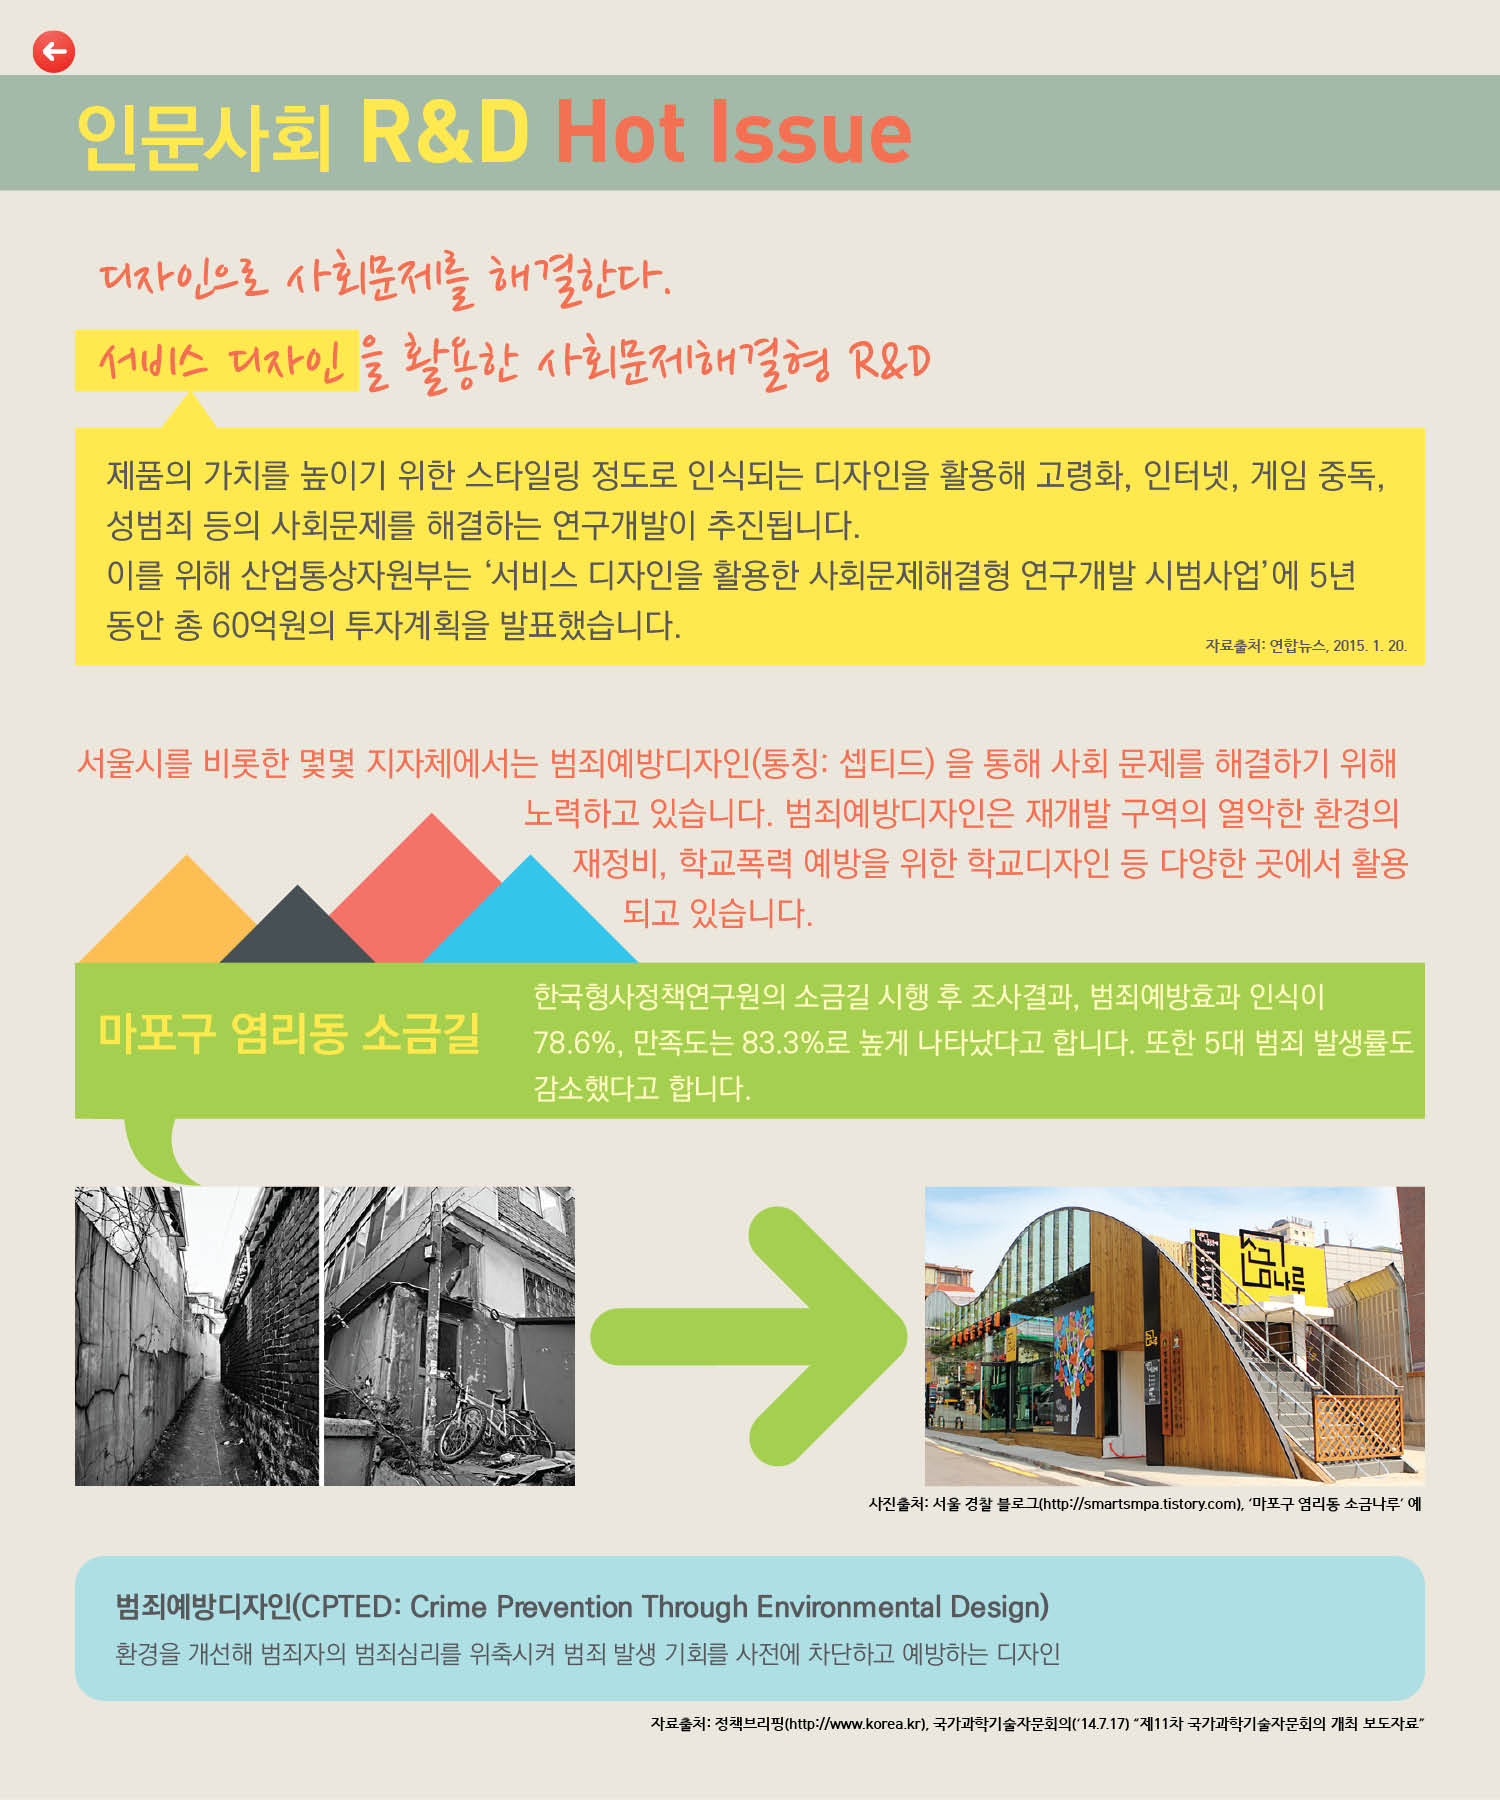 인문사회 R&D Hot Issue
디자인으로 사회문제를 해결한다.
서비스 디자인을 활용한 사회문제해결형 R&D
제품의 가치를 높이기 위한 스타일링 정도로 인식되는 디자인을 활용해 고령화, 인터넷, 게임 중독,
성범죄 등의 사회문제를 해결하는 연구개발이 추진됩니다.
이를 위해 산업통상자원부는 ‘서비스 디자인을 활용한 사회문제해결형 연구개발 시범사업’에 5년
동안 총 60억원의 투자계획을 발표했습니다.
자료출처: 연합뉴스, 2015. 1. 20.
서울시를 비롯한 몇몇 지자체에서는 범죄예방디자인(통칭: 셉티드) 을 통해 사회 문제를 해결하기 위해
노력하고 있습니다. 범죄예방디자인은 재개발 구역의 열악한 환경의
재정비, 학교폭력 예방을 위한 학교디자인 등 다양한 곳에서 활용
되고 있습니다.
마포구 염리동 소금길
한국형사정책연구원의 소금길 시행 후 조사결과, 범죄예방효과 인식이
78.6%, 만족도는 83.3%로 높게 나타났다고 합니다. 또한 5대 범죄 발생률도
감소했다고 합니다.
소금나루
사진출처: 서울 경찰 블로그(http://smartsmpa.tistory.com), ‘마포구 염리동 소금나루’ 예
범죄예방디자인(CPTED: Crime Prevention Through Environmental Design)
환경을 개선해 범죄자의 범죄심리를 위축시켜 범죄 발생 기회를 사전에 차단하고 예방하는 디자인
자료출처: 정책브리핑(http://www.korea.kr), 국가과학기술자문회의(‘14.7.17) “제11차 국가과학기술자문회의 개최 보도자료”